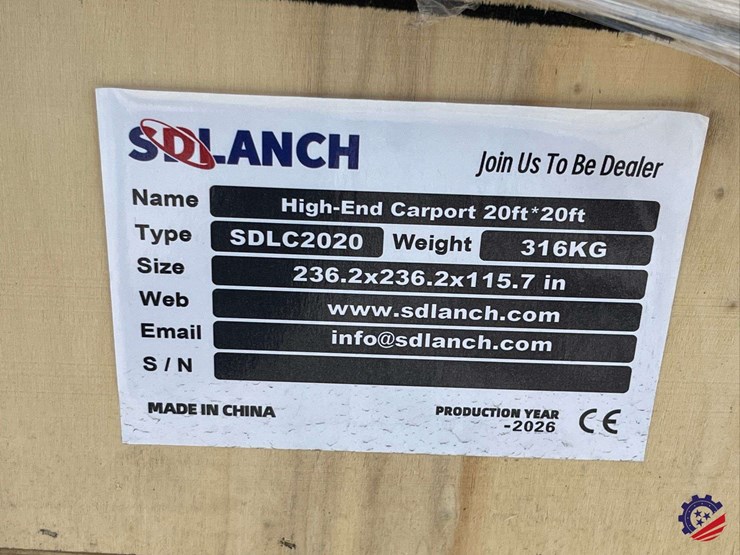 SDLANCH
Join Us To Be Dealer
Name High-End Carport 20ft*20ft
Type SDLC2020 Weight 316KG
Size 236.2x236.2x115.7 in
Web www.sdlanch.com
Email info@sdlanch.com
S / N
MADE IN CHINA
PRODUCTION YEAR
-2026
CE